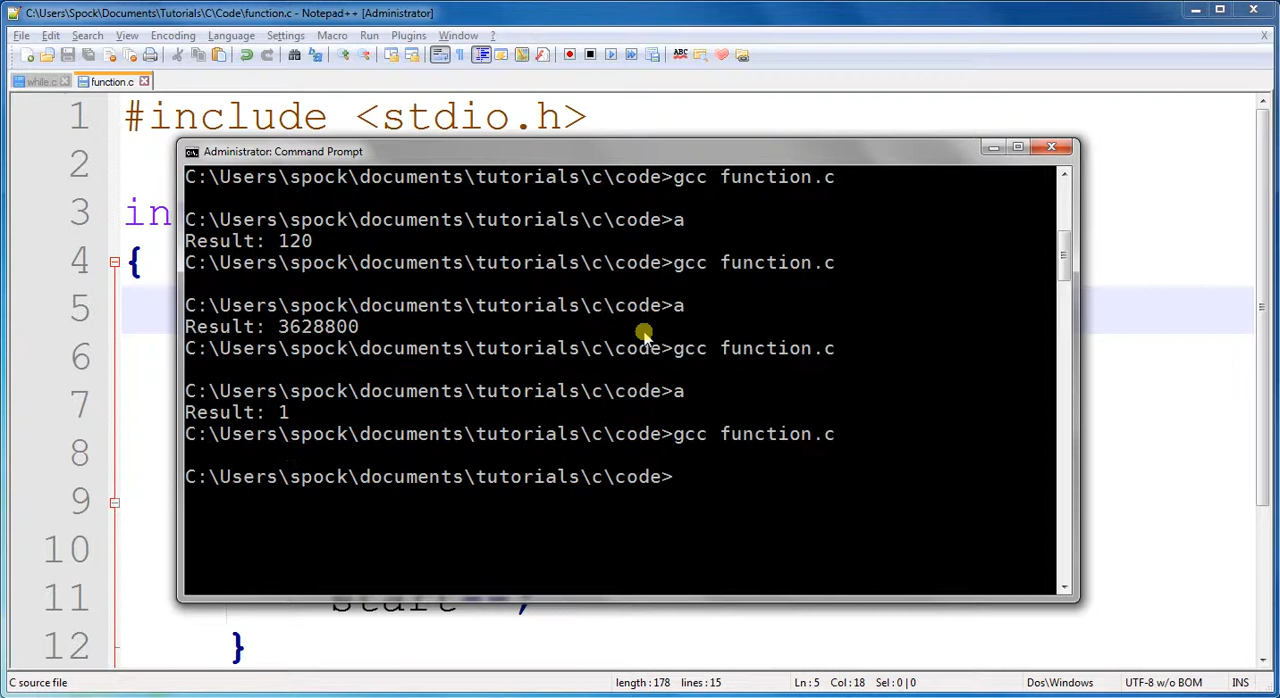 C:\Users\Spock\Documents\Tutorials\C\Code\function.c - Notepad++ [Administrator]
File Edit Search View Encoding Language Settings Macro Run Plugins Window ? X
while.c function.c
1 #include <stdio.h>
2
3 in
4 {
5
6
7
8
9
10
11
12 }
Administrator: Command Prompt
C:\Users\spock\documents\tutorials\c\code>gcc function.c
C:\Users\spock\documents\tutorials\c\code>a
Result: 120
C:\Users\spock\documents\tutorials\c\code>gcc function.c
C:\Users\spock\documents\tutorials\c\code>a
Result: 3628800
C:\Users\spock\documents\tutorials\c\code>gcc function.c
C:\Users\spock\documents\tutorials\c\code>a
Result: 1
C:\Users\spock\documents\tutorials\c\code>gcc function.c
C:\Users\spock\documents\tutorials\c\code>
C source file length : 178 lines : 15 Ln : 5 Col : 18 Sel : 0 | 0 Dos\Windows UTF-8 w/o BOM INS